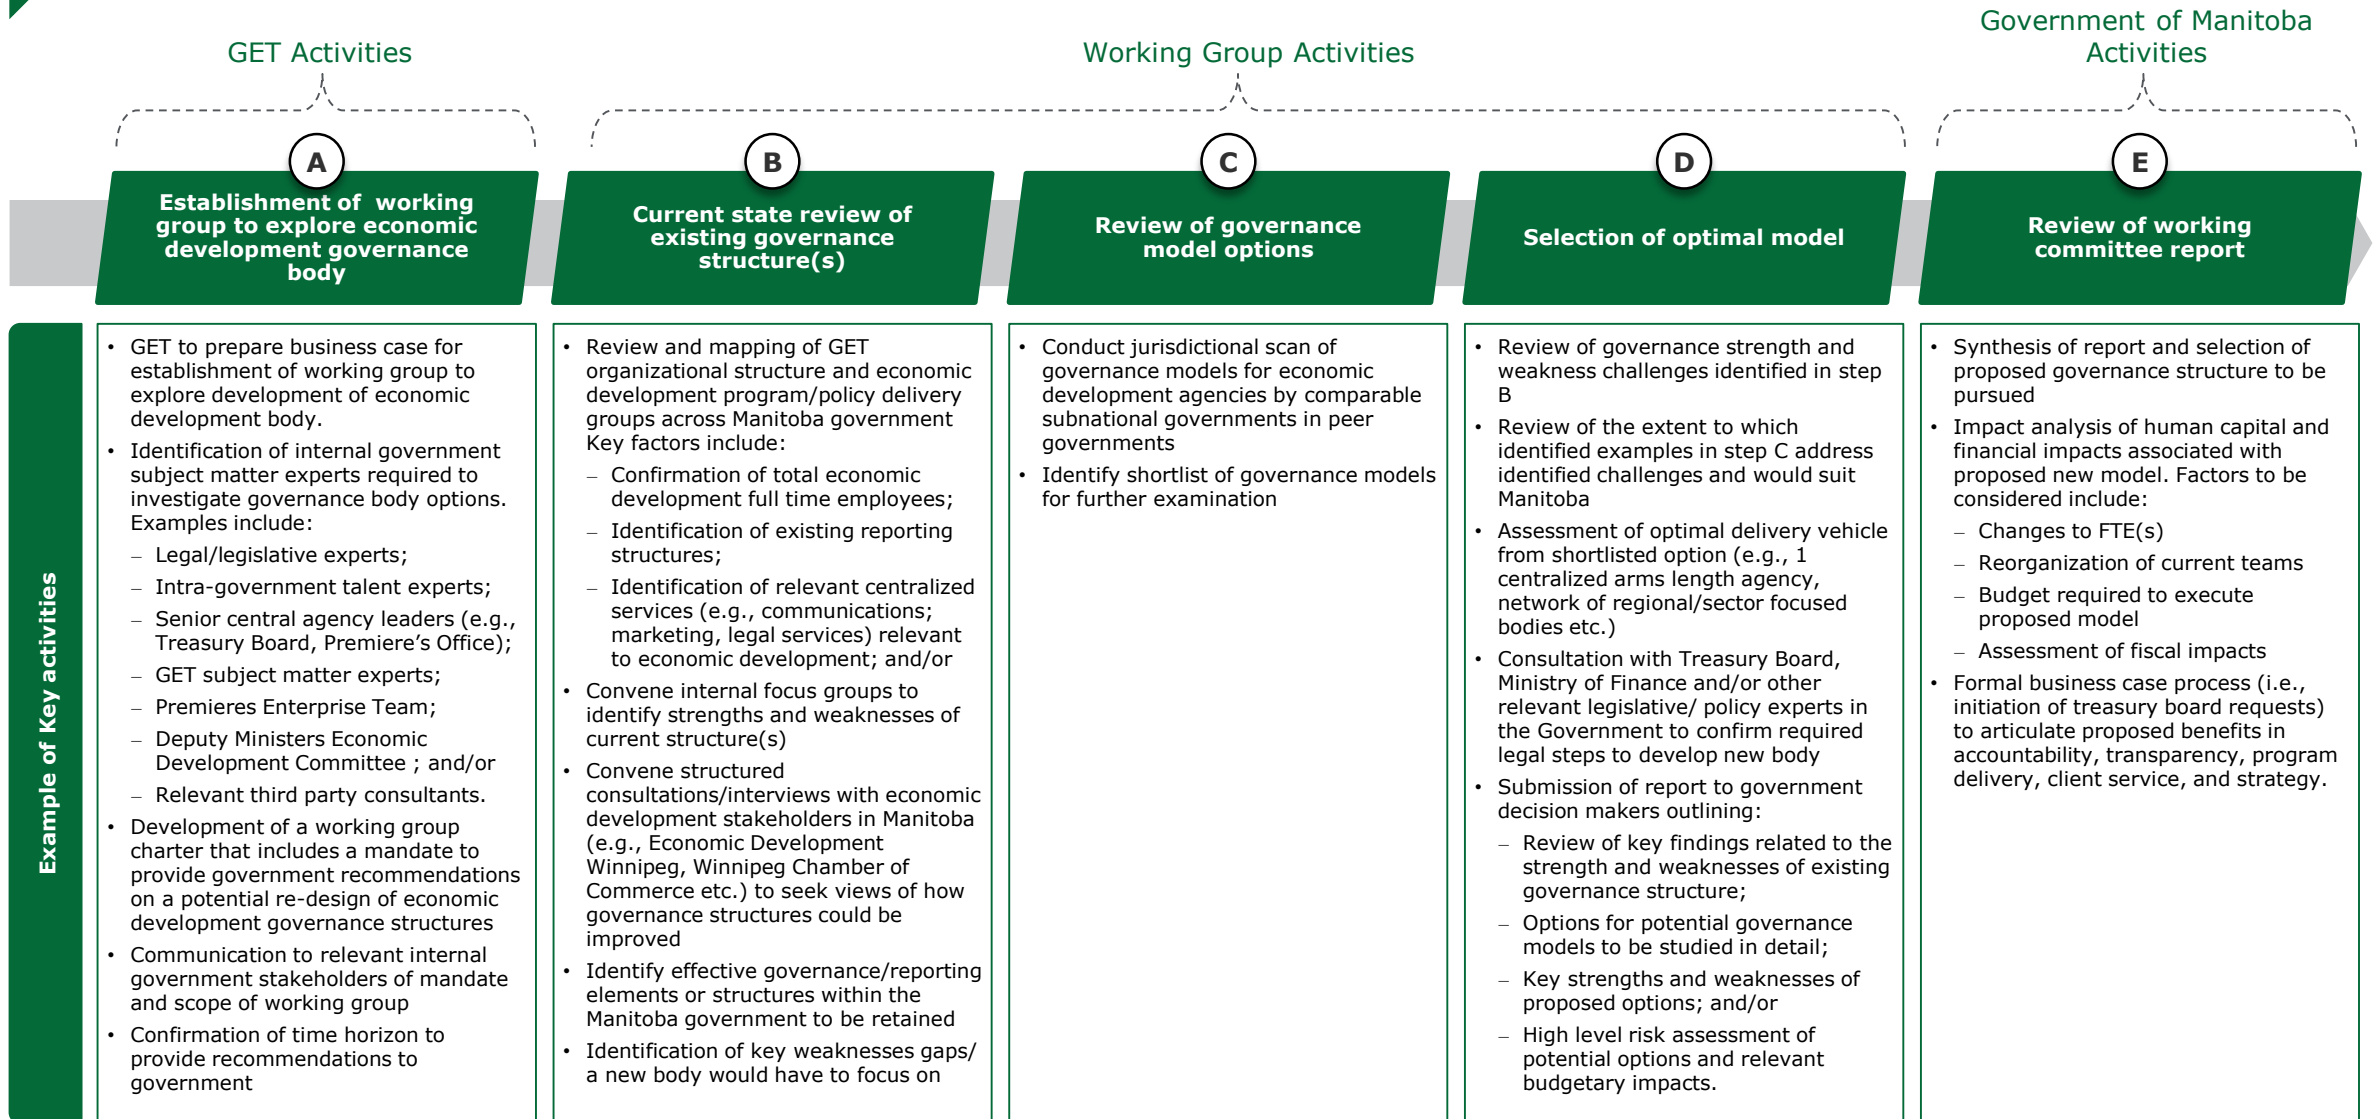 GET Activities
Working Group Activities
Government of Manitoba
Activities
A
Establishment of working
group to explore economic
development governance
body
B
Current state review of
existing governance
structure(s)
C
Review of governance
model options
D
Selection of optimal model
E
Review of working
committee report
Example of Key activities
• GET to prepare business case for
establishment of working group to
explore development of economic
development body.
• Identification of internal government
subject matter experts required to
investigate governance body options.
Examples include:
– Legal/legislative experts;
– Intra-government talent experts;
– Senior central agency leaders (e.g.,
Treasury Board, Premiere’s Office);
– GET subject matter experts;
– Premieres Enterprise Team;
– Deputy Ministers Economic
Development Committee ; and/or
– Relevant third party consultants.
• Development of a working group
charter that includes a mandate to
provide government recommendations
on a potential re-design of economic
development governance structures
• Communication to relevant internal
government stakeholders of mandate
and scope of working group
• Confirmation of time horizon to
provide recommendations to
government
• Review and mapping of GET
organizational structure and economic
development program/policy delivery
groups across Manitoba government
Key factors include:
– Confirmation of total economic
development full time employees;
– Identification of existing reporting
structures;
– Identification of relevant centralized
services (e.g., communications;
marketing, legal services) relevant
to economic development; and/or
• Convene internal focus groups to
identify strengths and weaknesses of
current structure(s)
• Convene structured
consultations/interviews with economic
development stakeholders in Manitoba
(e.g., Economic Development
Winnipeg, Winnipeg Chamber of
Commerce etc.) to seek views of how
governance structures could be
improved
• Identify effective governance/reporting
elements or structures within the
Manitoba government to be retained
• Identification of key weaknesses gaps/
a new body would have to focus on
• Conduct jurisdictional scan of
governance models for economic
development agencies by comparable
subnational governments in peer
governments
• Identify shortlist of governance models
for further examination
• Review of governance strength and
weakness challenges identified in step
B
• Review of the extent to which
identified examples in step C address
identified challenges and would suit
Manitoba
• Assessment of optimal delivery vehicle
from shortlisted option (e.g., 1
centralized arms length agency,
network of regional/sector focused
bodies etc.)
• Consultation with Treasury Board,
Ministry of Finance and/or other
relevant legislative/ policy experts in
the Government to confirm required
legal steps to develop new body
• Submission of report to government
decision makers outlining:
– Review of key findings related to the
strength and weaknesses of existing
governance structure;
– Options for potential governance
models to be studied in detail;
– Key strengths and weaknesses of
proposed options; and/or
– High level risk assessment of
potential options and relevant
budgetary impacts.
• Synthesis of report and selection of
proposed governance structure to be
pursued
• Impact analysis of human capital and
financial impacts associated with
proposed new model. Factors to be
considered include:
– Changes to FTE(s)
– Reorganization of current teams
– Budget required to execute
proposed model
– Assessment of fiscal impacts
• Formal business case process (i.e.,
initiation of treasury board requests)
to articulate proposed benefits in
accountability, transparency, program
delivery, client service, and strategy.